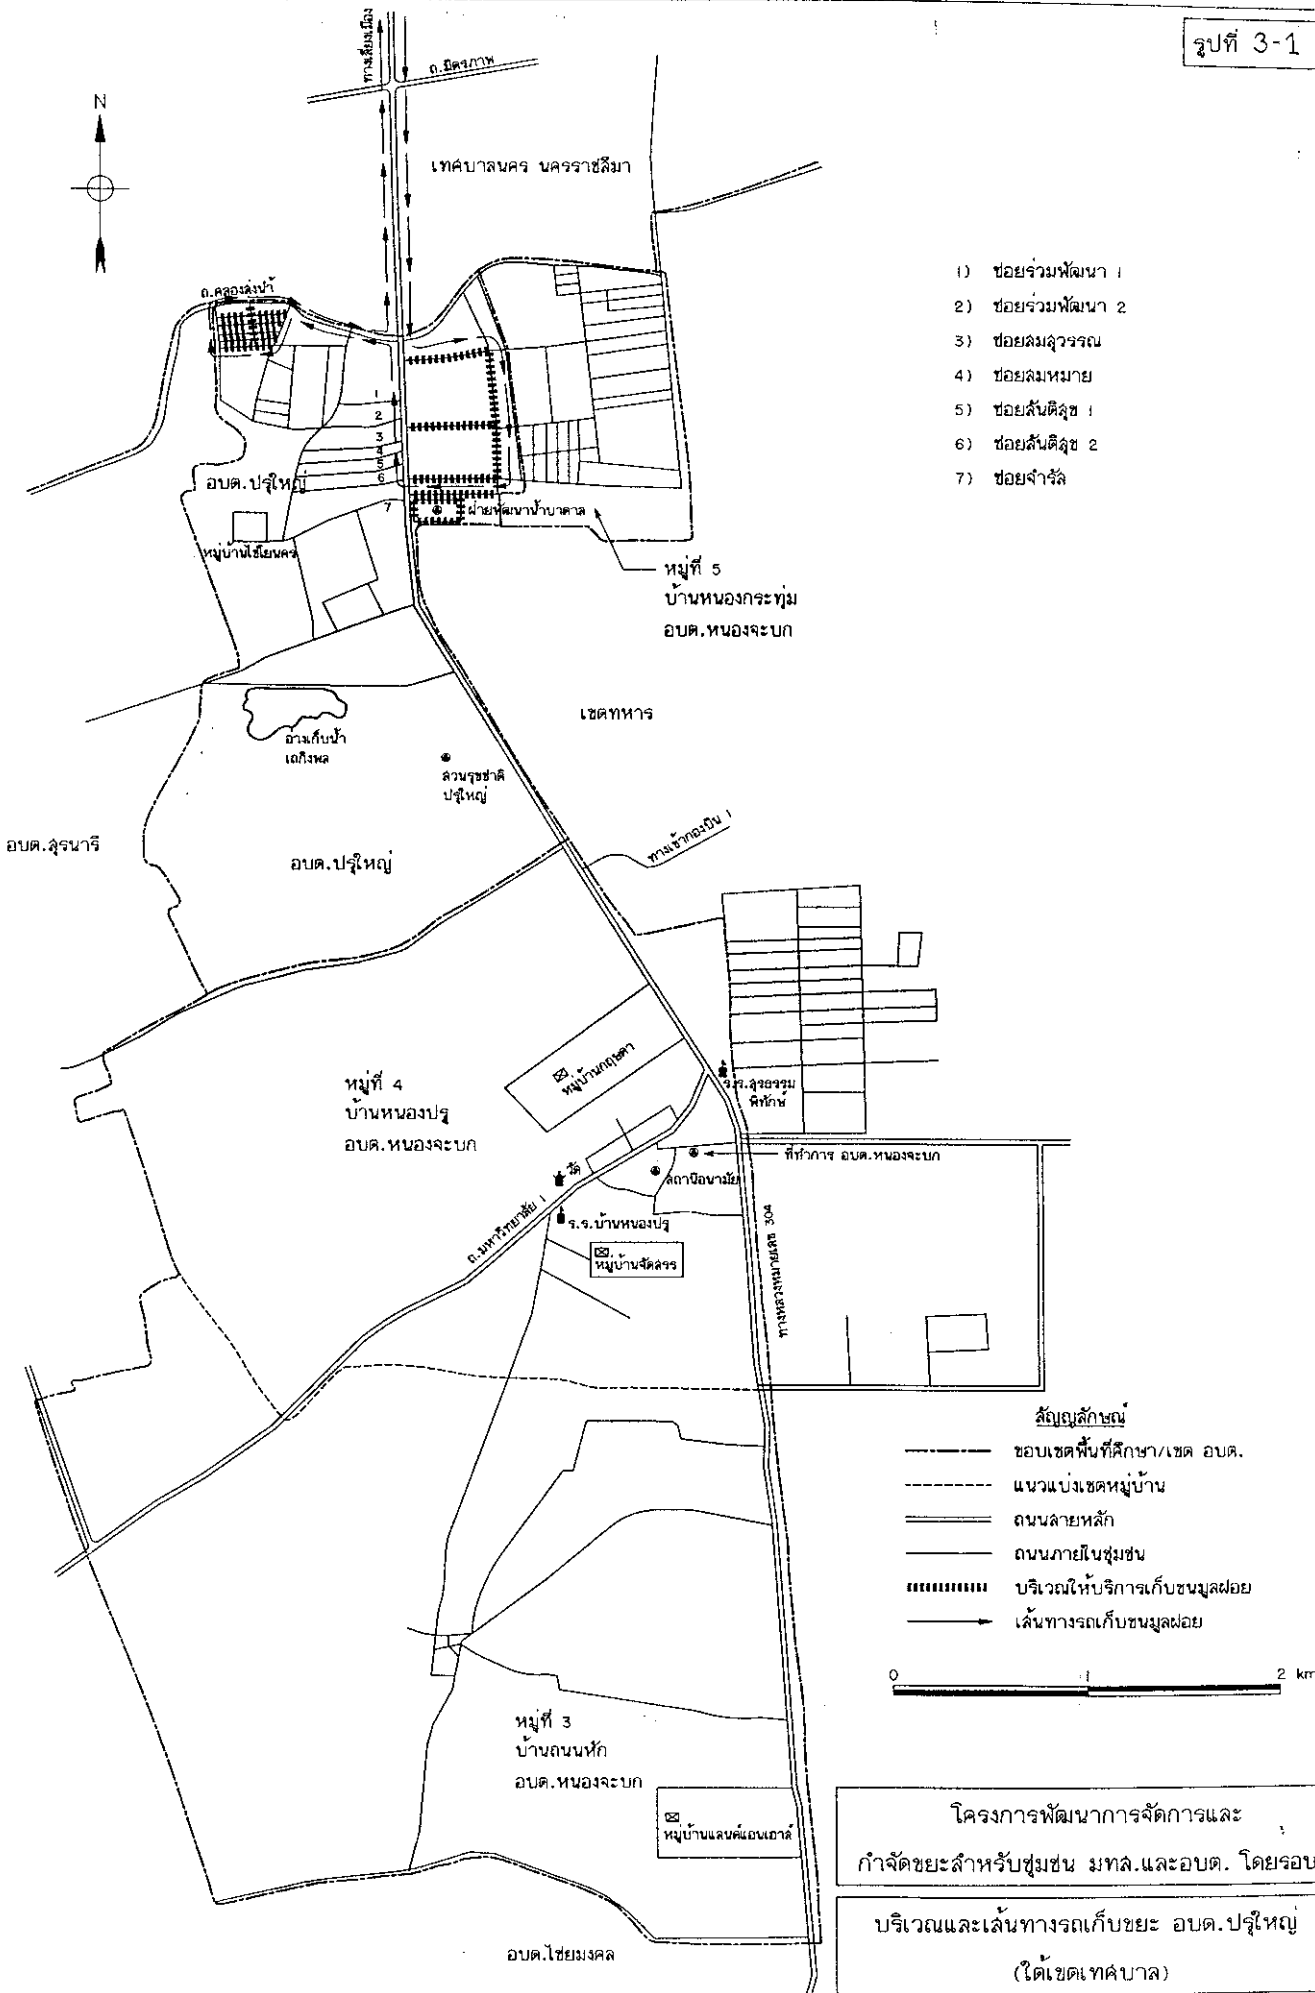 รูปที่ 3-1
ทางเลี่ยงเมือง
ถ.มิตรภาพ
N
เทศบาลนคร นครราชสีมา
1) ซอยร่วมพัฒนา 1
2) ซอยร่วมพัฒนา 2
3) ซอยสมสุวรรณ
4) ซอยสมหมาย
5) ซอยสันติสุข 1
6) ซอยสันติสุข 2
7) ซอยจำรัส
ถ.คลองส่งน้ำ
1
2
3
4
5
6
7
อบต.ปรุใหญ่
ฝ่ายพัฒนาน้ำบาดาล
หมู่บ้านไชโยนคร
หมู่ที่ 5
บ้านหนองกระทุ่ม
อบต.หนองจะบก
เขตทหาร
อ่างเก็บน้ำ
เถกิงพล
สวนรุขชาติ
ปรุใหญ่
ทางเข้ากองบิน 1
อบต.สุรนารี
อบต.ปรุใหญ่
หมู่บ้านกฤษดา
หมู่ที่ 4
บ้านหนองปรุ
อบต.หนองจะบก
ร.ร.สุรธรรม
พิทักษ์
ที่ทำการ อบต.หนองจะบก
วัด
สถานีอนามัย
ถ.มหาวิทยาลัย 1
ร.ร.บ้านหนองปรุ
หมู่บ้านจัดสรร
ทางหลวงหมายเลข 304
สัญญลักษณ์
ขอบเขตพื้นที่ศึกษา/เขต อบต.
แนวแบ่งเขตหมู่บ้าน
ถนนสายหลัก
ถนนภายในชุมชน
บริเวณให้บริการเก็บขนมูลฝอย
เส้นทางรถเก็บขนมูลฝอย
0 1 2 km
หมู่ที่ 3
บ้านถนนหัก
อบต.หนองจะบก
หมู่บ้านแลนด์แอนเฮาส์
โครงการพัฒนาการจัดการและ
กำจัดขยะสำหรับชุมชน มทส.และอบต. โดยรอบ
บริเวณและเส้นทางรถเก็บขยะ อบต.ปรุใหญ่
(ใต้เขตเทศบาล)
อบต.ไชยมงคล